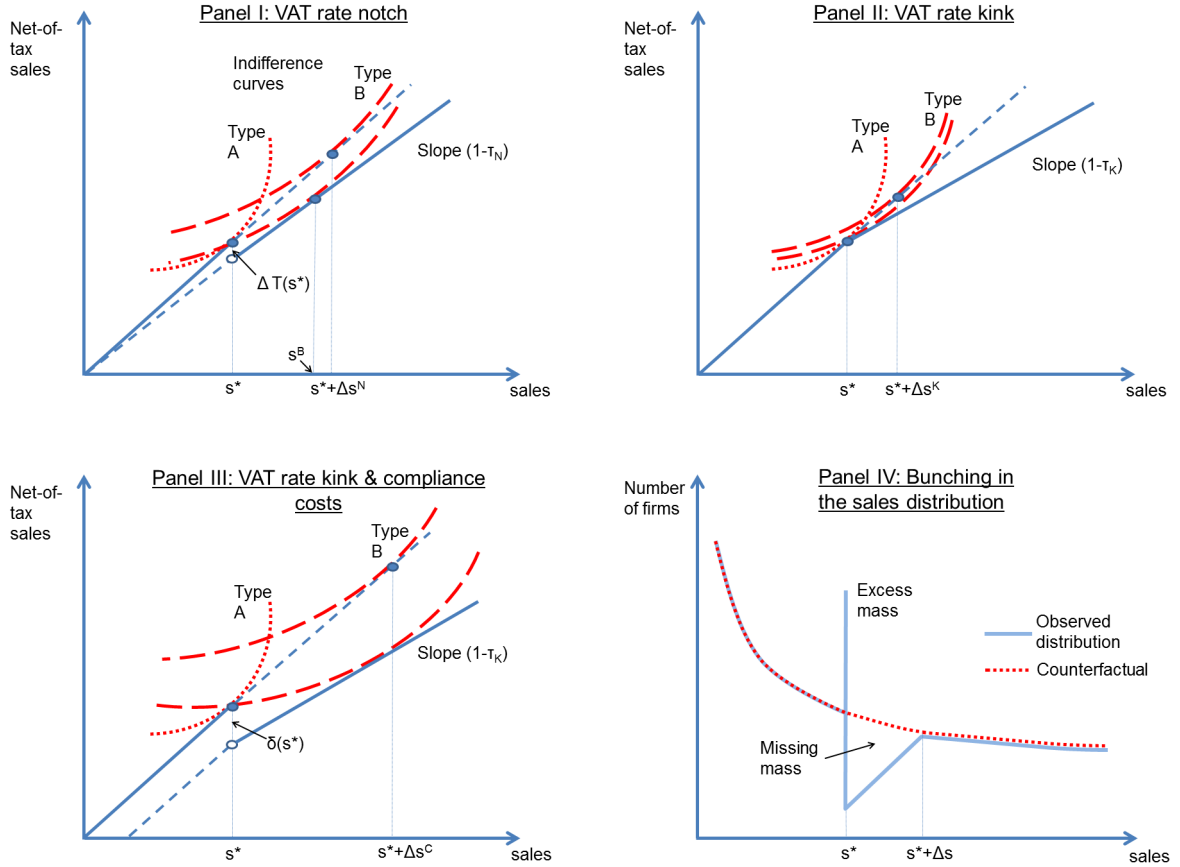 Panel I: VAT rate notch
Net-of-
tax
sales
Indifference
curves
Type
B
Type
A
Slope (1-τN)
Δ T(s*)
sB
s*
s*+ΔsN
sales
Panel II: VAT rate kink
Net-of-
tax
sales
Type
A
Type
B
Slope (1-τK)
s*
s*+ΔsK
sales
Panel III: VAT rate kink & compliance
costs
Net-of-
tax
sales
Type
B
Type
A
Slope (1-τK)
δ(s*)
s*
s*+ΔsC
sales
Panel IV: Bunching in
the sales distribution
Number
of firms
Excess
mass
Observed
distribution
Counterfactual
Missing
mass
s*
s*+Δs
sales